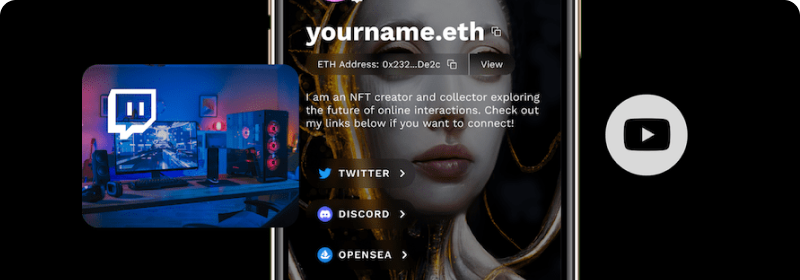 yourname.eth
ETH Address: 0x232...De2c
View
I am an NFT creator and collector exploring
the future of online interactions. Check out
my links below if you want to connect!
TWITTER
DISCORD
OPENSEA